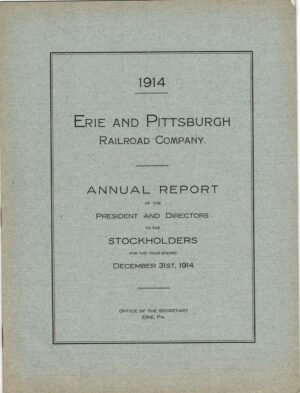 1914
ERIE AND PITTSBURGH
RAILROAD COMPANY.
ANNUAL REPORT
OF THE
PRESIDENT AND DIRECTORS
TO THE
STOCKHOLDERS
FOR THE YEAR ENDING
DECEMBER 31ST, 1914.
OFFICE OF THE SECRETARY
ERIE, PA.